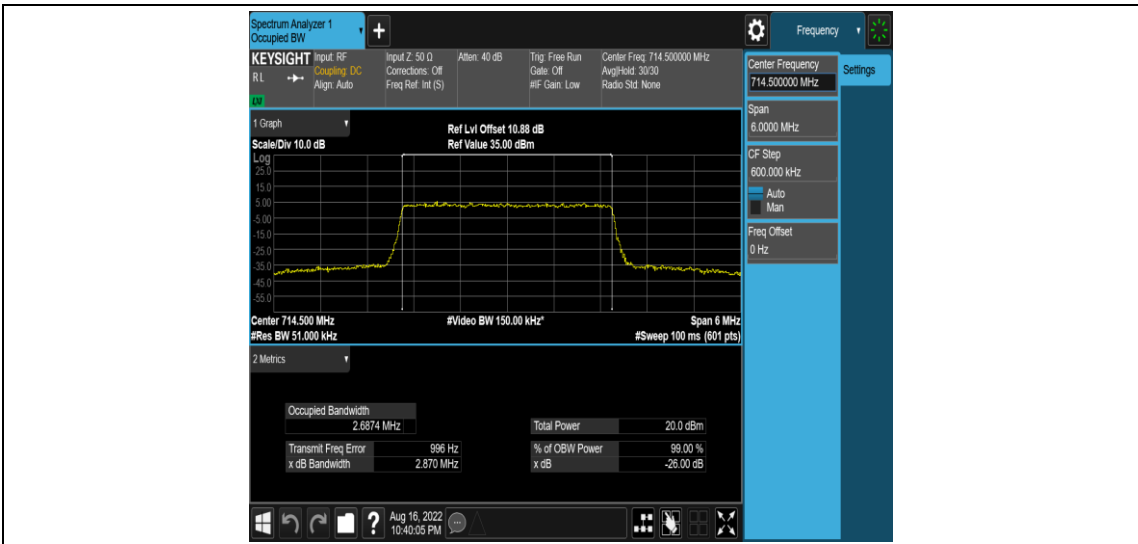 Spectrum Analyzer 1
Occupied BW
+
Frequency
KEYSIGHT
R L
Input: RF
Coupling: DC
Align: Auto
Input Z: 50 Ω
Corrections: Off
Freq Ref: Int (S)
Atten: 40 dB
Trig: Free Run
Gate: Off
#IF Gain: Low
Center Freq: 714.500000 MHz
Avg|Hold: 30/30
Radio Std: None
Center Frequency
714.500000 MHz
Settings
Span
6.0000 MHz
CF Step
600.000 kHz
Auto
Man
Freq Offset
0 Hz
1 Graph
Scale/Div 10.0 dB
Ref Lvl Offset 10.88 dB
Ref Value 35.00 dBm
Log
25.0
15.0
5.00
-5.00
-15.0
-25.0
-35.0
-45.0
-55.0
Center 714.500 MHz
#Video BW 150.00 kHz*
Span 6 MHz
#Res BW 51.000 kHz
#Sweep 100 ms (601 pts)
2 Metrics
Occupied Bandwidth
2.6874 MHz
Total Power 20.0 dBm
Transmit Freq Error 996 Hz
% of OBW Power 99.00 %
x dB Bandwidth 2.870 MHz
x dB -26.00 dB
?
Aug 16, 2022
10:40:05 PM